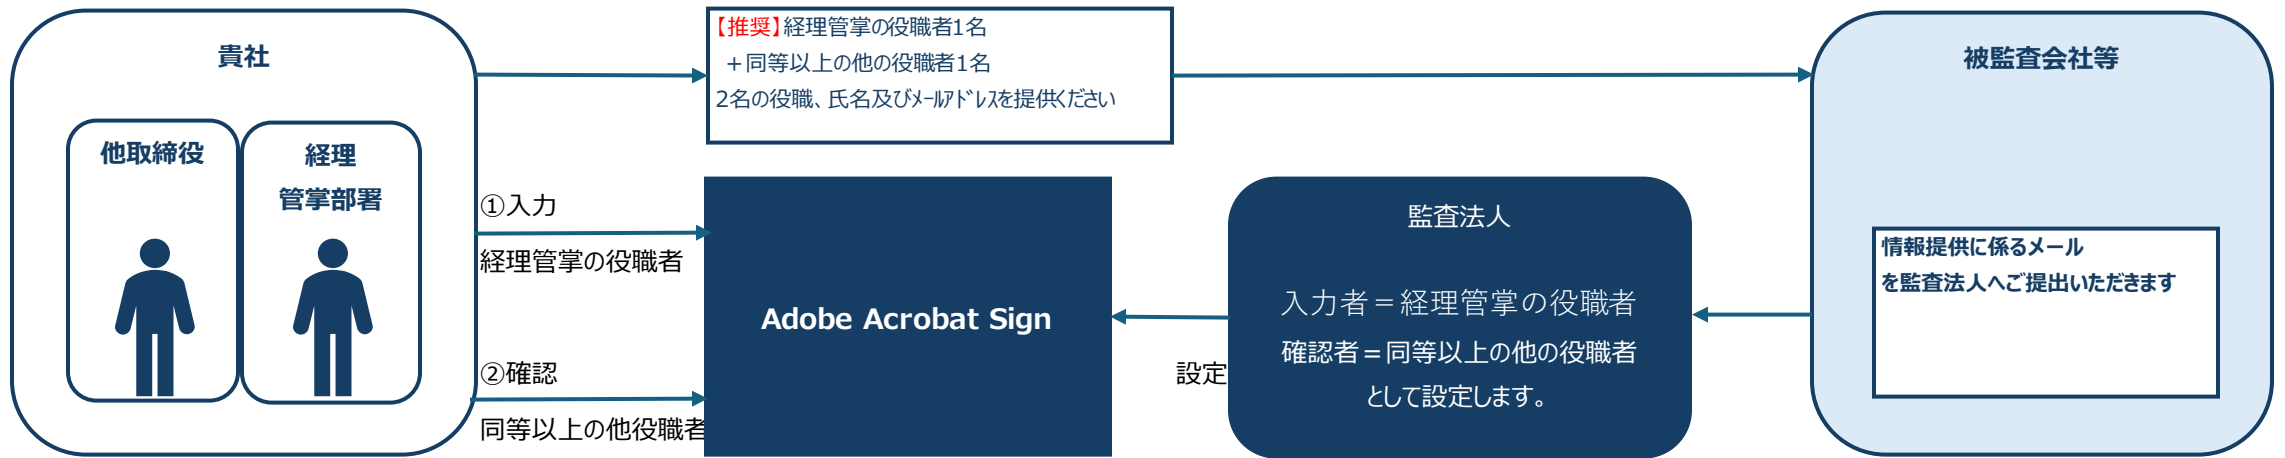 貴社
他取締役
経理
管掌部署
【推奨】経理管掌の役職者1名
＋同等以上の他の役職者1名
2名の役職、氏名及びﾒｰﾙｱﾄﾞﾚｽを提供ください
①入力
経理管掌の役職者
②確認
同等以上の他役職者
Adobe Acrobat Sign
設定
監査法人
入力者＝経理管掌の役職者
確認者＝同等以上の他の役職者
として設定します。
被監査会社等
情報提供に係るメール
を監査法人へご提出いただきます